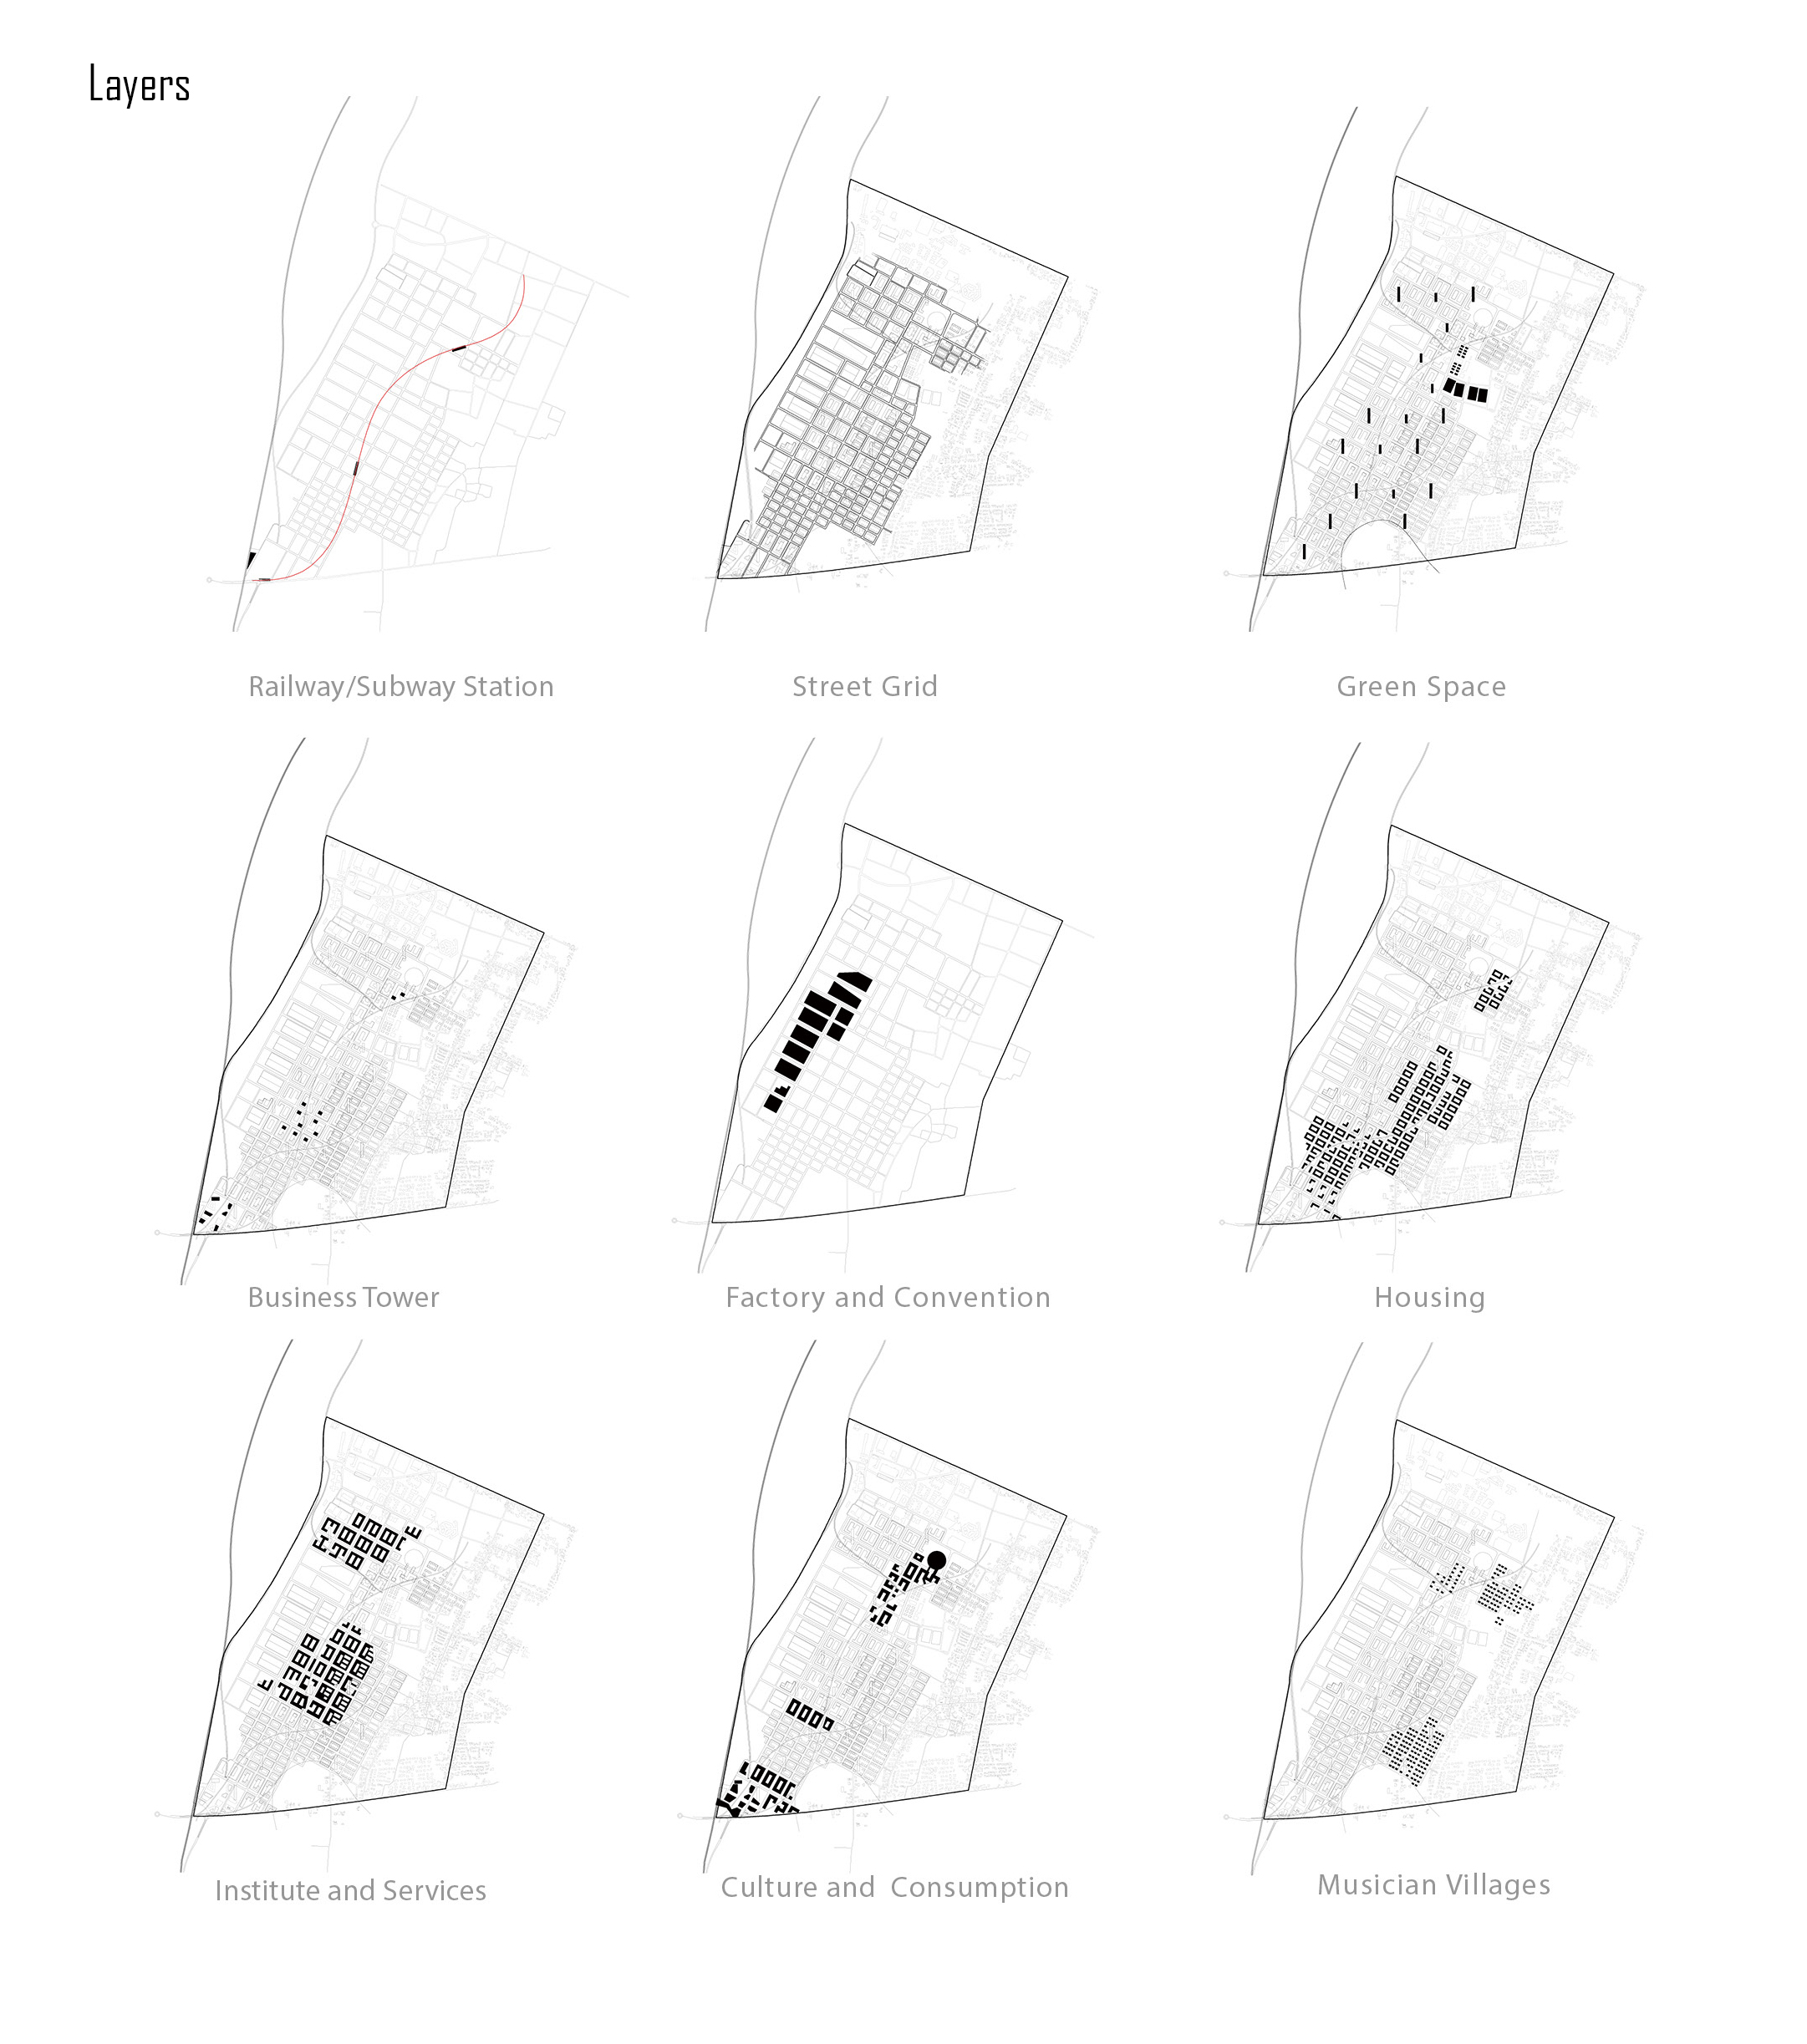 Layers
Railway/Subway Station
Street Grid
Green Space
Business Tower
Factory and Convention
Housing
Institute and Services
Culture and Consumption
Musician Villages